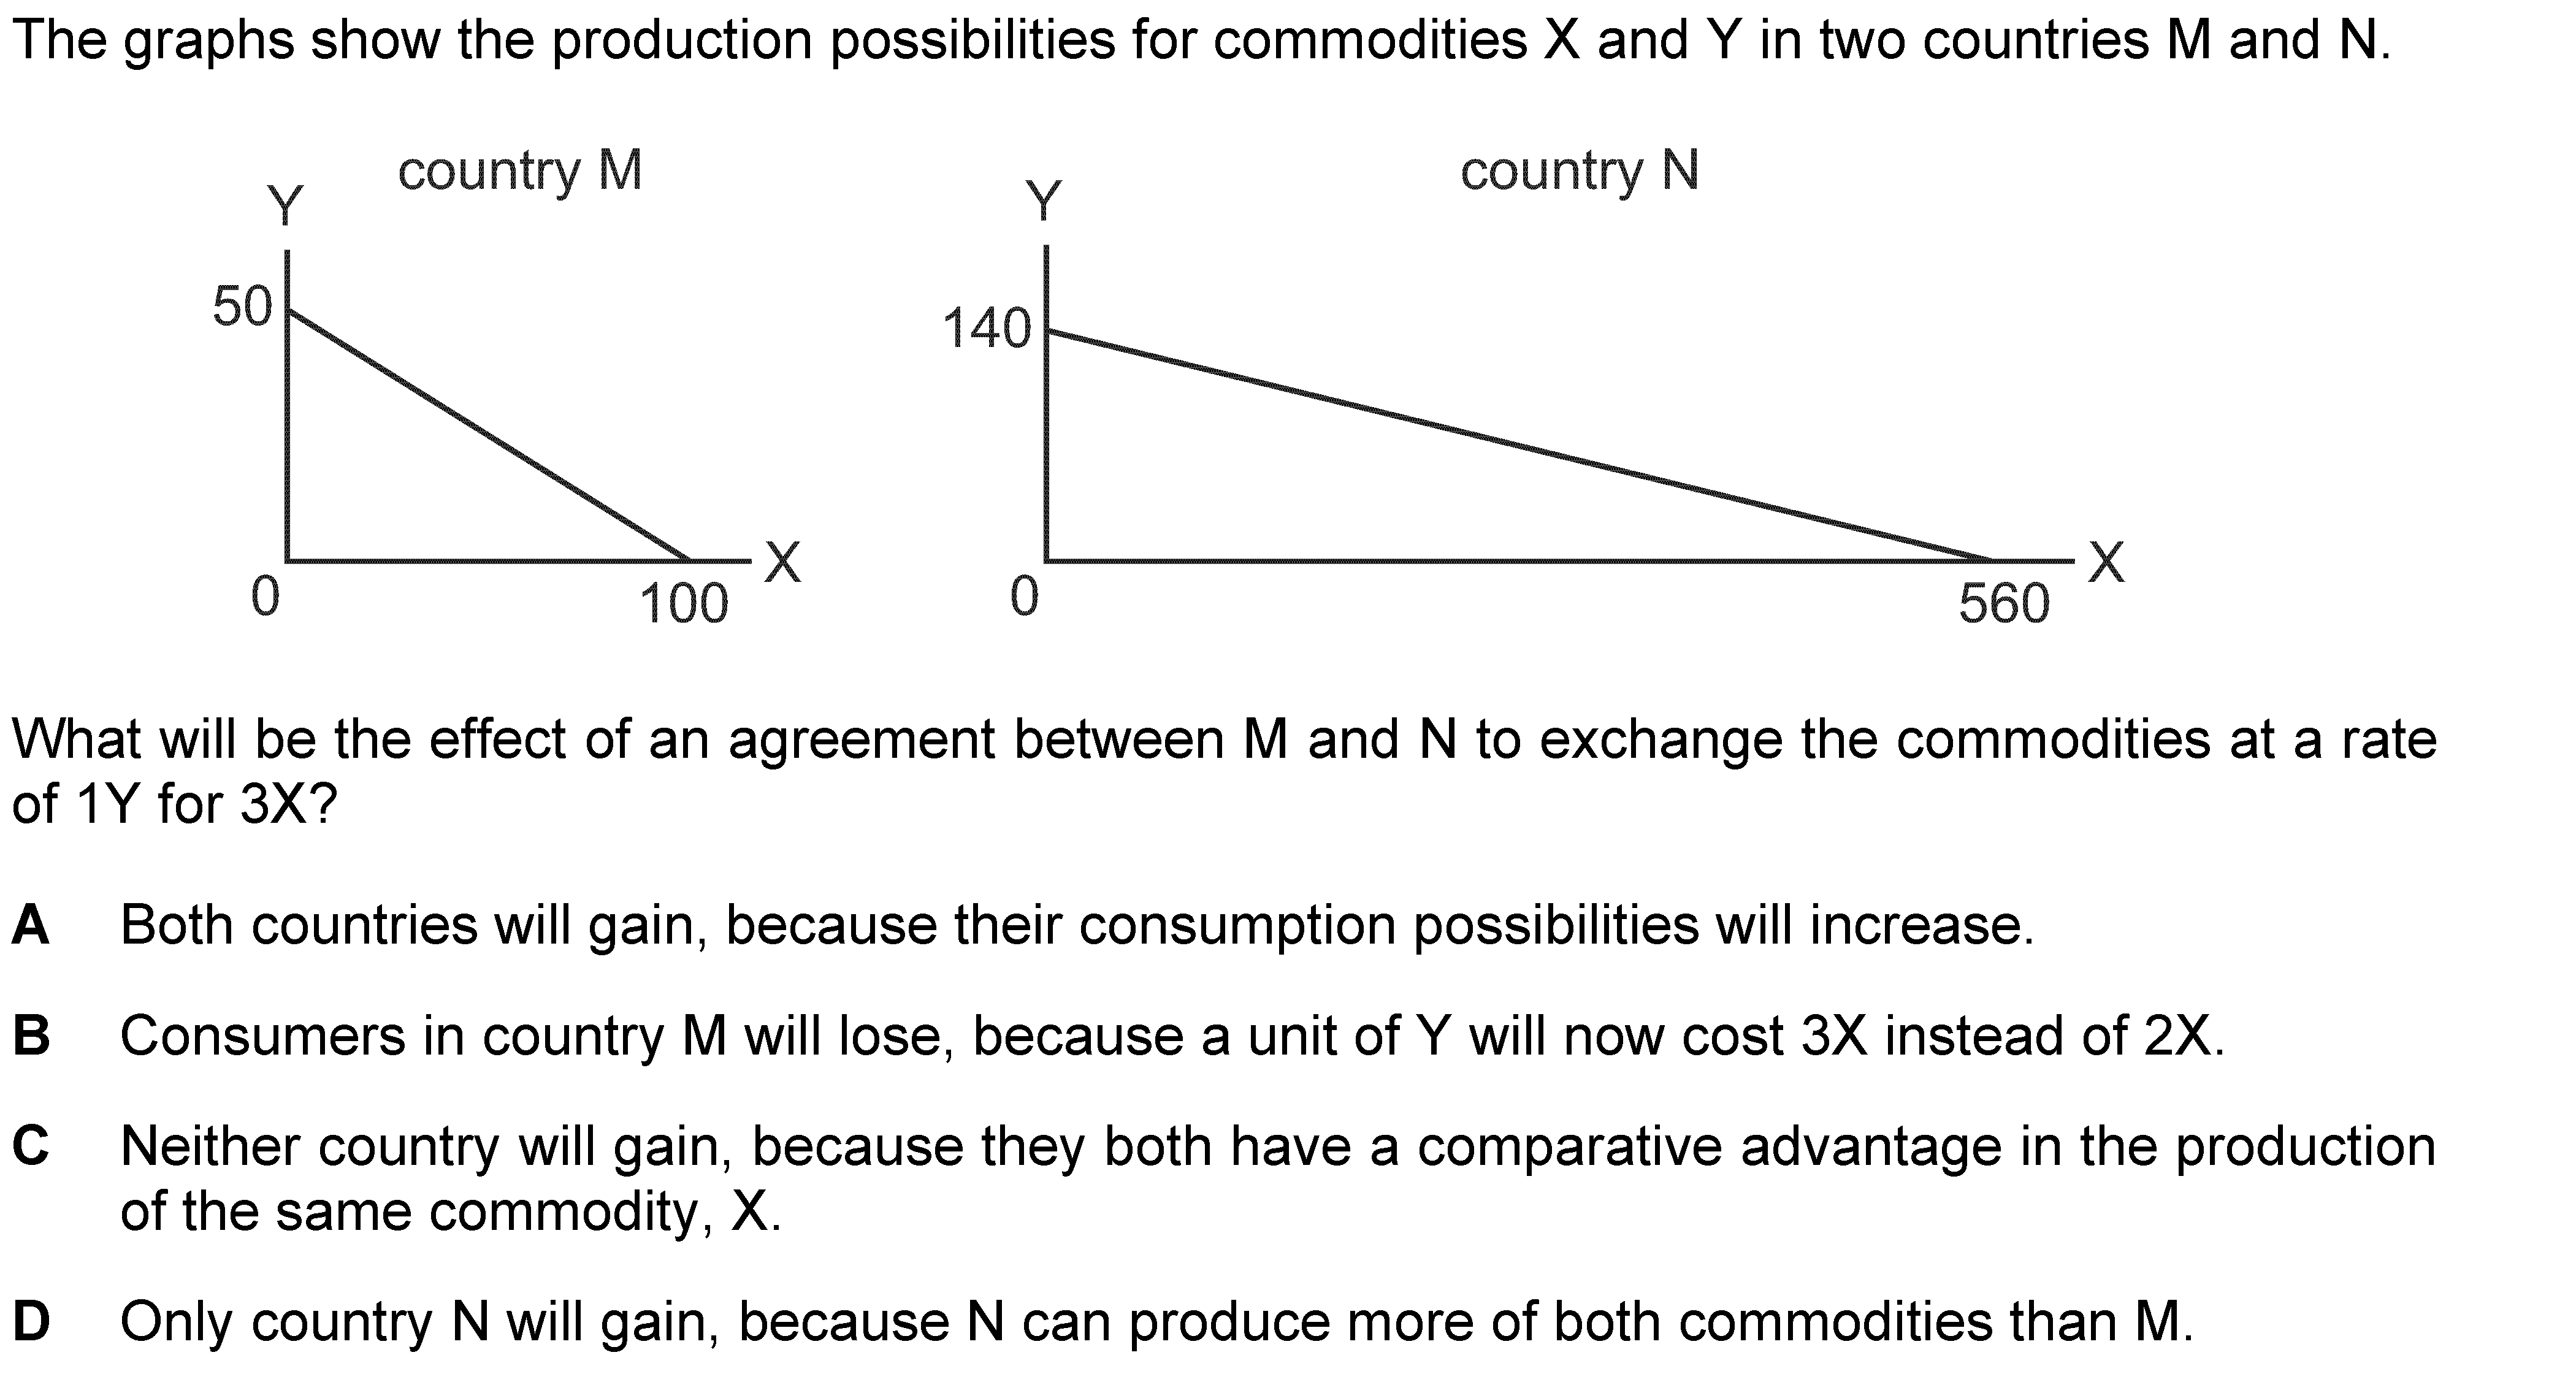 The graphs show the production possibilities for commodities X and Y in two countries M and N.
country M
Y
50
0
100
X
country N
Y
140
0
560
X
What will be the effect of an agreement between M and N to exchange the commodities at a rate
of 1Y for 3X?
A Both countries will gain, because their consumption possibilities will increase.
B Consumers in country M will lose, because a unit of Y will now cost 3X instead of 2X.
C Neither country will gain, because they both have a comparative advantage in the production
of the same commodity, X.
D Only country N will gain, because N can produce more of both commodities than M.